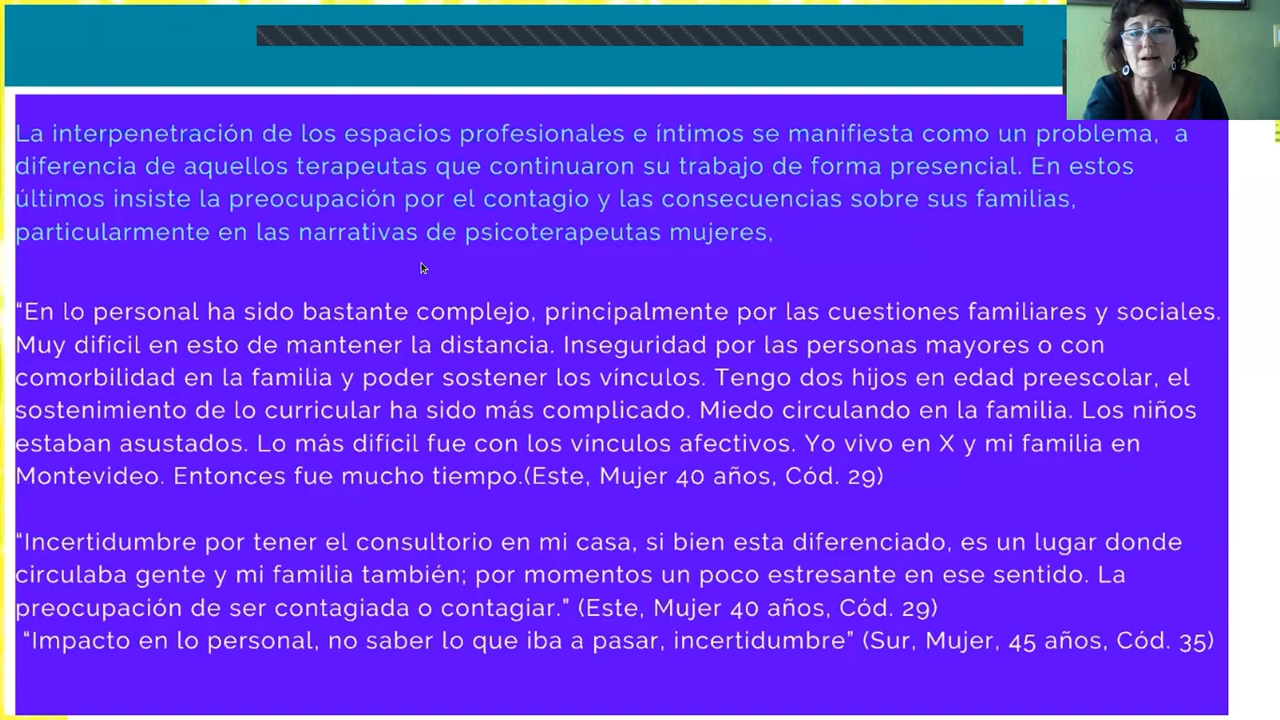 La interpenetración de los espacios profesionales e íntimos se manifiesta como un problema,  a
diferencia de aquellos terapeutas que continuaron su trabajo de forma presencial. En estos
últimos insiste la preocupación por el contagio y las consecuencias sobre sus familias,
particularmente en las narrativas de psicoterapeutas mujeres,
“En lo personal ha sido bastante complejo, principalmente por las cuestiones familiares y sociales.
Muy difícil en esto de mantener la distancia. Inseguridad por las personas mayores o con
comorbilidad en la familia y poder sostener los vínculos. Tengo dos hijos en edad preescolar, el
sostenimiento de lo curricular ha sido más complicado. Miedo circulando en la familia. Los niños
estaban asustados. Lo más difícil fue con los vínculos afectivos. Yo vivo en X y mi familia en
Montevideo. Entonces fue mucho tiempo.(Este, Mujer 40 años, Cód. 29)
“Incertidumbre por tener el consultorio en mi casa, si bien esta diferenciado, es un lugar donde
circulaba gente y mi familia también; por momentos un poco estresante en ese sentido. La
preocupación de ser contagiada o contagiar.” (Este, Mujer 40 años, Cód. 29)
“Impacto en lo personal, no saber lo que iba a pasar, incertidumbre” (Sur, Mujer, 45 años, Cód. 35)